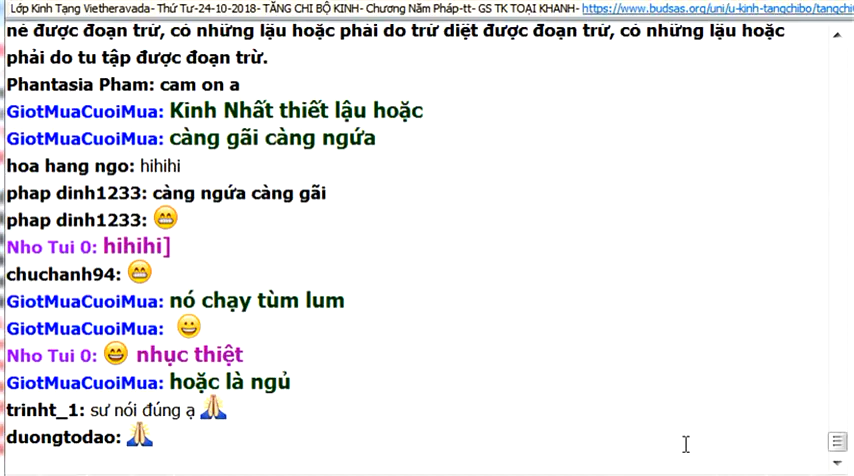 Lớp Kinh Tạng Vietheravada- Thứ Tư-24-10-2018- TĂNG CHI BỘ KINH- Chương Năm Pháp-tt- GS TK TOẠI KHANH- https://www.budsas.org/uni/u-kinh-tangchibo/tangchi
né được đoạn trừ, có những lậu hoặc phải do trừ diệt được đoạn trừ, có những lậu hoặc
phải do tu tập được đoạn trừ.
Phantasia Pham: cam on a
GiotMuaCuoiMua: Kinh Nhất thiết lậu hoặc
GiotMuaCuoiMua: càng gãi càng ngứa
hoa hang ngo: hihihi
phap dinh1233: càng ngứa càng gãi
phap dinh1233: 😁
Nho Tui 0: hihihi]
chuchanh94: 😁
GiotMuaCuoiMua: nó chạy tùm lum
GiotMuaCuoiMua: 😀
Nho Tui 0: 😄 nhục thiệt
GiotMuaCuoiMua: hoặc là ngủ
trinht_1: sư nói đúng ạ 🙏
duongtodao: 🙏